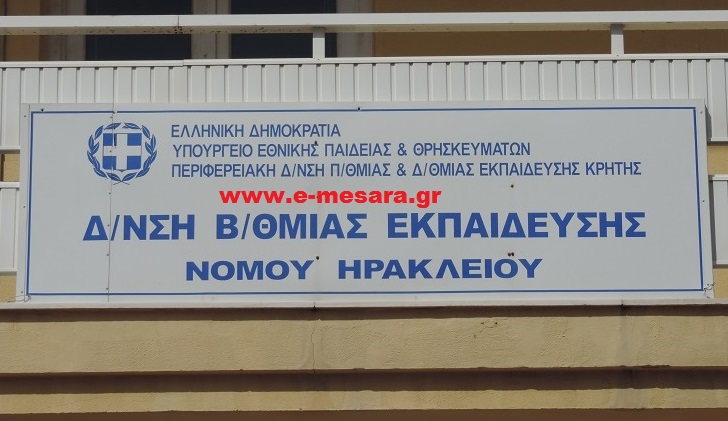 ΕΛΛΗΝΙΚΗ ΔΗΜΟΚΡΑΤΙΑ
ΥΠΟΥΡΓΕΙΟ ΕΘΝΙΚΗΣ ΠΑΙΔΕΙΑΣ & ΘΡΗΣΚΕΥΜΑΤΩΝ
ΠΕΡΙΦΕΡΕΙΑΚΗ Δ/ΝΣΗ Π/ΘΜΙΑΣ & Δ/ΘΜΙΑΣ ΕΚΠΑΙΔΕΥΣΗΣ ΚΡΗΤΗΣ
www.e-mesara.gr
Δ/ΝΣΗ Β/ΘΜΙΑΣ ΕΚΠΑΙΔΕΥΣΗΣ
ΝΟΜΟΥ ΗΡΑΚΛΕΙΟΥ